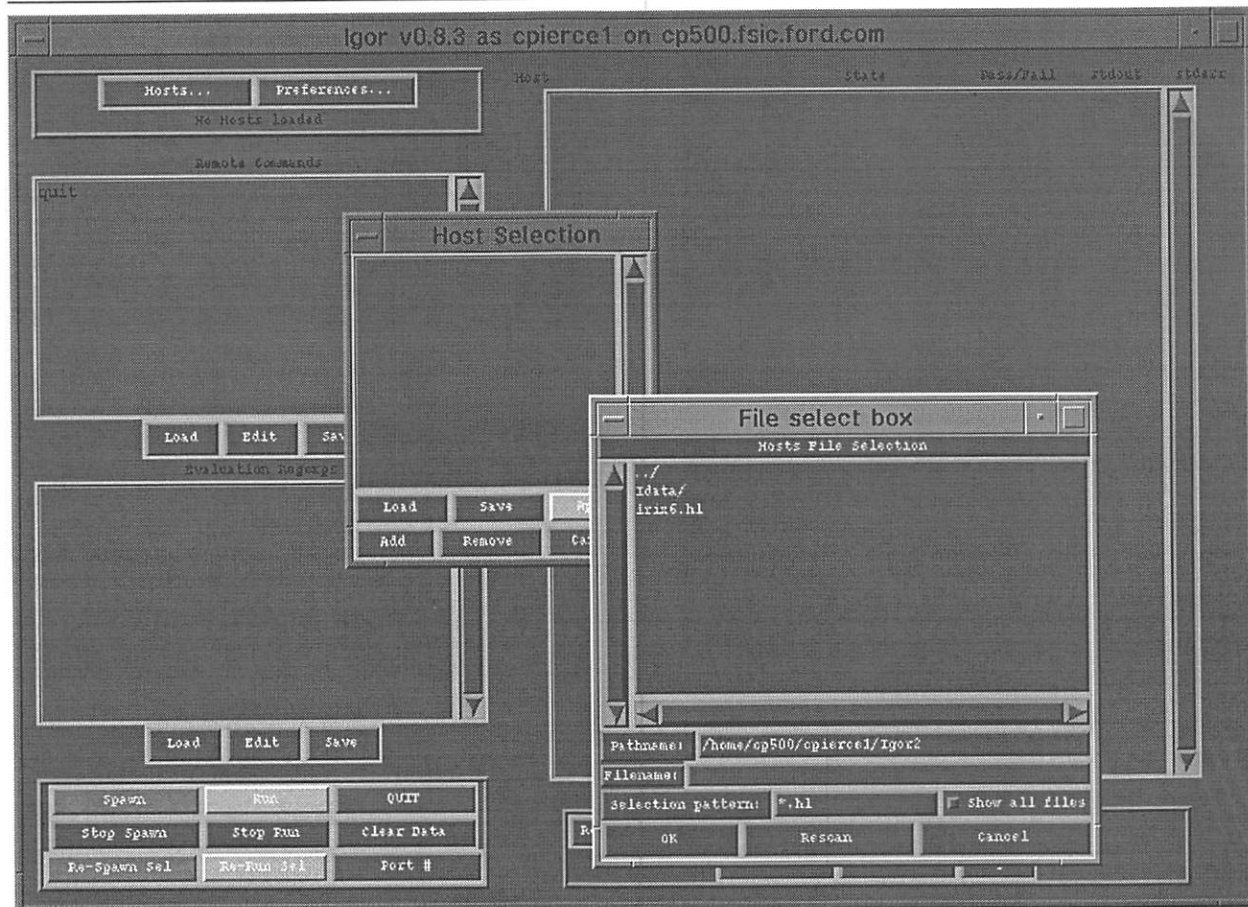 Igor v0.8.3 as cpierce1 on cp500.fsic.ford.com
Hosts... Preferences...
No Hosts loaded
Host State Pass/Fail stdout stderr
Remote Commands
quit
Load Edit
Host Selection
Load Save
Add Remove
Evaluation Regexps
Load Edit Save
File select box
Hosts File Selection
../
Idata/
irix6.hl
Pathname: /home/cp500/cpierce1/Igor2
Filename:
Selection pattern: *.hl Show all files
OK Rescan Cancel
Spawn Run QUIT
Stop Spawn Stop Run Clear Data
Re-Spawn Sel Re-Run Sel Port #